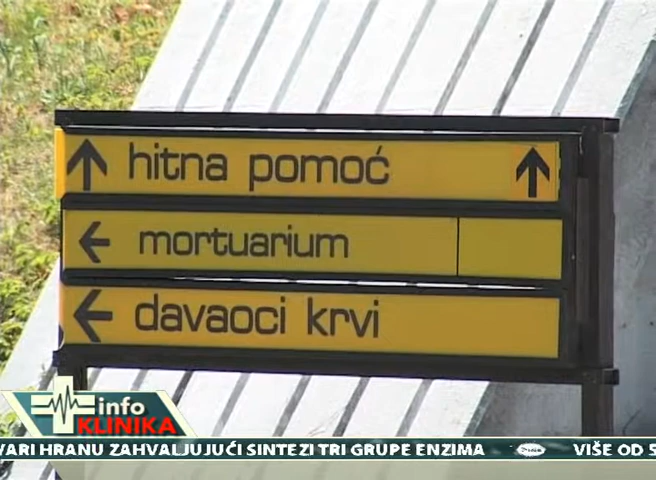 hitna pomoć
mortuarium
davaoci krvi
info
KLINIKA
VARI HRANU ZAHVALJUJUĆI SINTEZI TRI GRUPE ENZIMA VIŠE OD